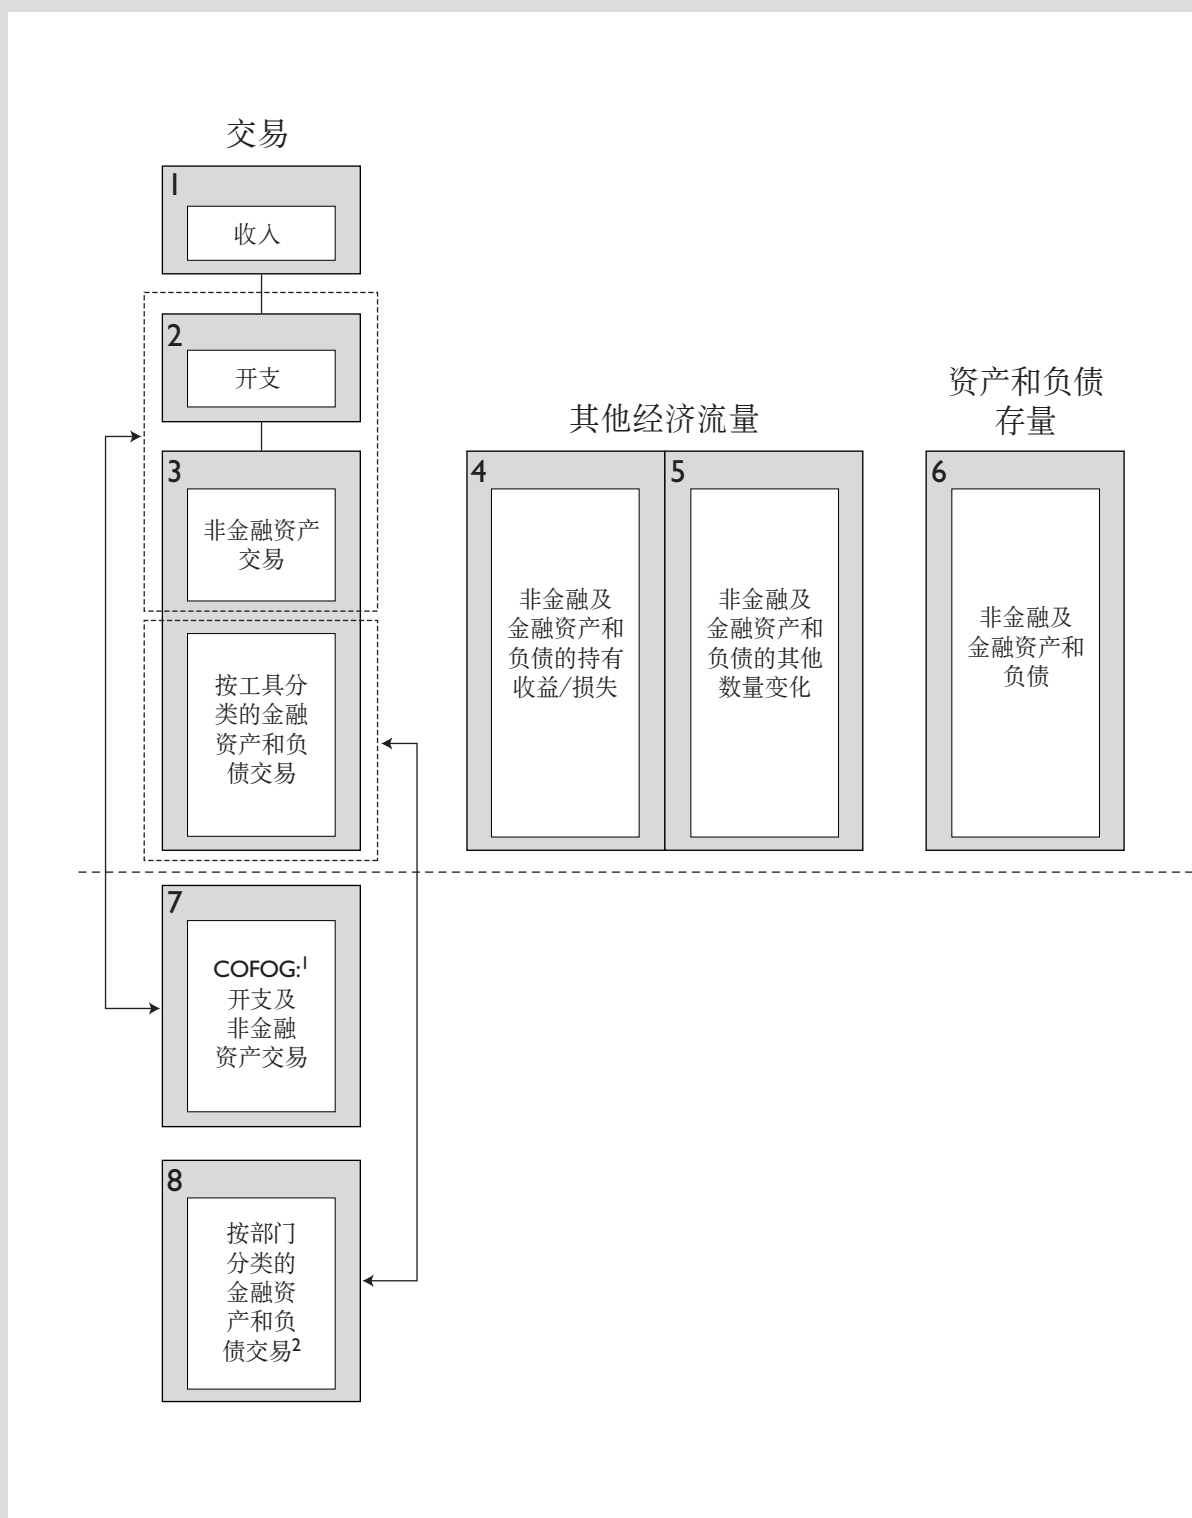 交易
1
收入
2
开支
3
非金融资产
交易
按工具分
类的金融
资产和负
债交易
其他经济流量
4
非金融及
金融资产和
负债的持有
收益/损失
5
非金融及
金融资产和
负债的其他
数量变化
资产和负债
存量
6
非金融及
金融资产和
负债
7
COFOG:1
开支及
非金融
资产交易
8
按部门
分类的
金融资
产和负
债交易2